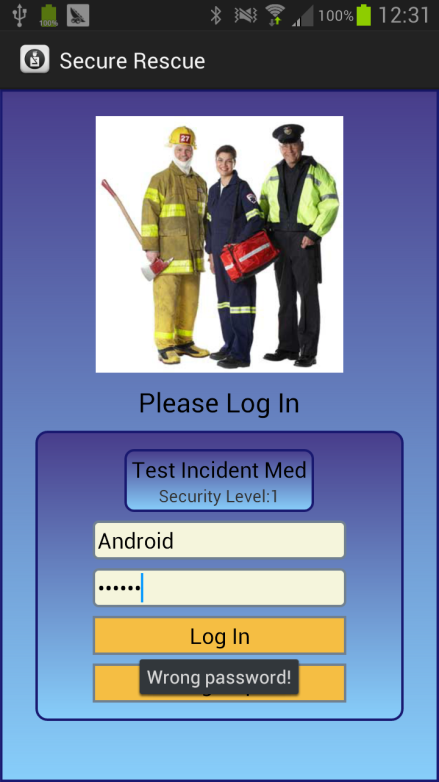 100%
100%
12:31
Secure Rescue
27
Please Log In
Test Incident Med
Security Level:1
Android
••••••
Log In
Wrong password!